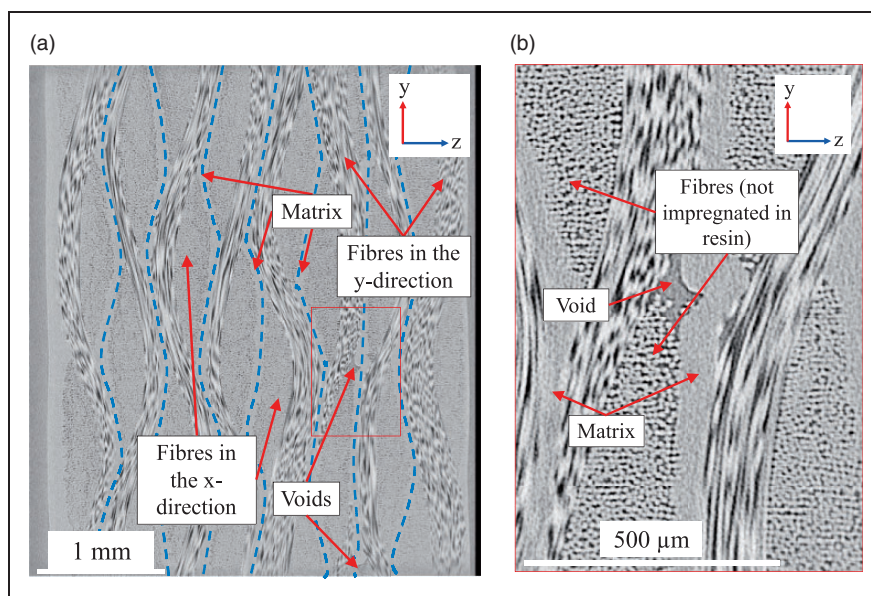 (a)
y
z
Matrix
Fibres in the
y-direction
Fibres in
the x-
direction
Voids
1 mm
(b)
y
z
Fibres (not
impregnated in
resin)
Void
Matrix
500 µm